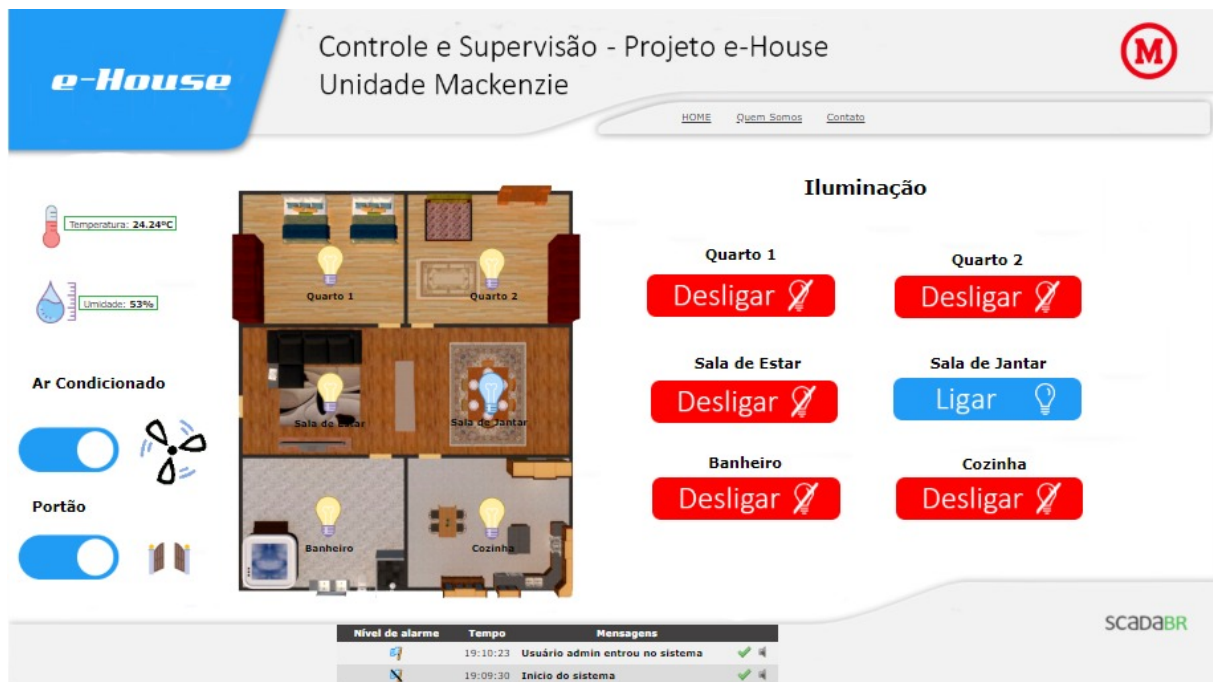 e-House
Controle e Supervisão - Projeto e-House
Unidade Mackenzie
M
HOME Quem Somos Contato
Temperatura: 24.24ºC
Umidade: 53%
Ar Condicionado
Portão
Quarto 1
Quarto 2
Sala de Estar
Sala de Jantar
Banheiro
Cozinha
Iluminação
Quarto 1
Quarto 2
Desligar
Desligar
Sala de Estar
Sala de Jantar
Desligar
Ligar
Banheiro
Cozinha
Desligar
Desligar
Nível de alarme Tempo Mensagens
19:10:23 Usuário admin entrou no sistema
19:09:30 Inicio do sistema
scadaBR